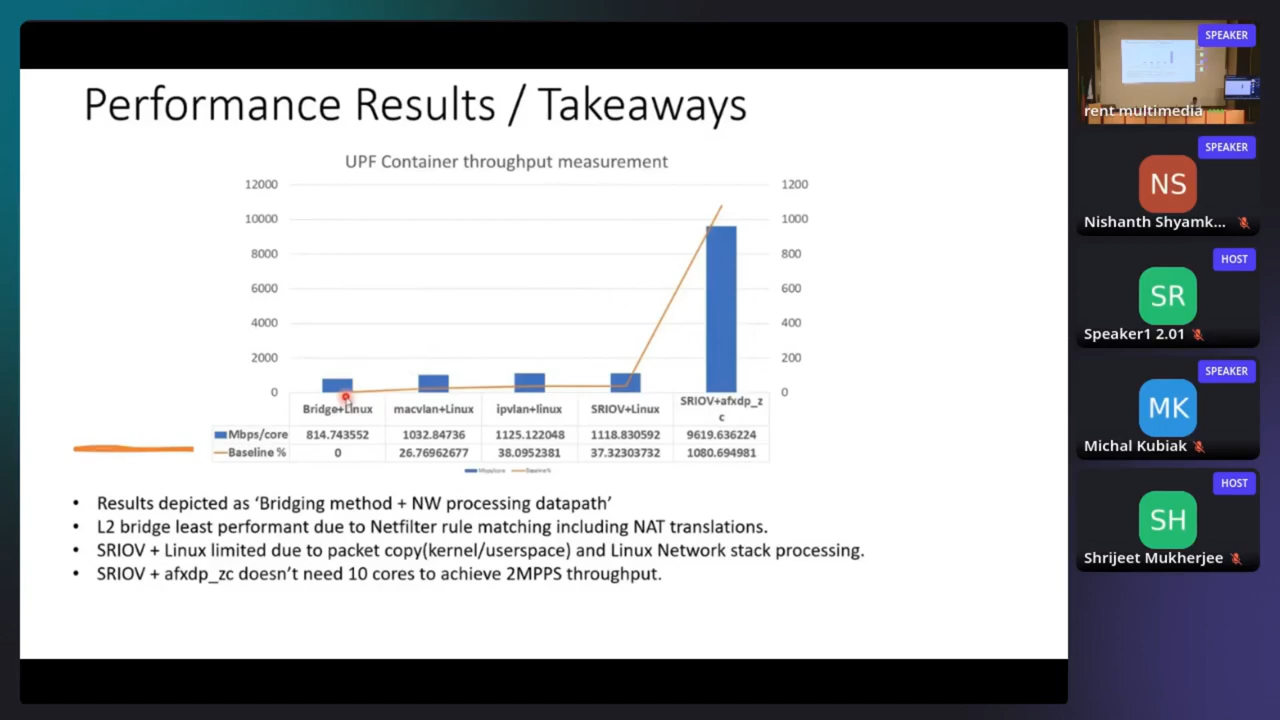 Performance Results / Takeaways
UPF Container throughput measurement
12000
10000
8000
6000
4000
2000
0
1200
1000
800
600
400
200
0
Bridge+Linux macvlan+Linux ipvlan+linux SRIOV+Linux SRIOV+afxdp_z
c
Mbps/core 814.743552 1032.84736 1125.122048 1118.830592 9619.636224
Baseline % 0 26.76962677 38.0952381 37.32303732 1080.694981
Mbps/core Baseline %
• Results depicted as ‘Bridging method + NW processing datapath’
• L2 bridge least performant due to Netfilter rule matching including NAT translations.
• SRIOV + Linux limited due to packet copy(kernel/userspace) and Linux Network stack processing.
• SRIOV + afxdp_zc doesn’t need 10 cores to achieve 2MPPS throughput.
SPEAKER
rent multimedia
SPEAKER
NS
Nishanth Shyamk...
HOST
SR
Speaker1 2.01
SPEAKER
MK
Michal Kubiak
HOST
SH
Shrijeet Mukherjee